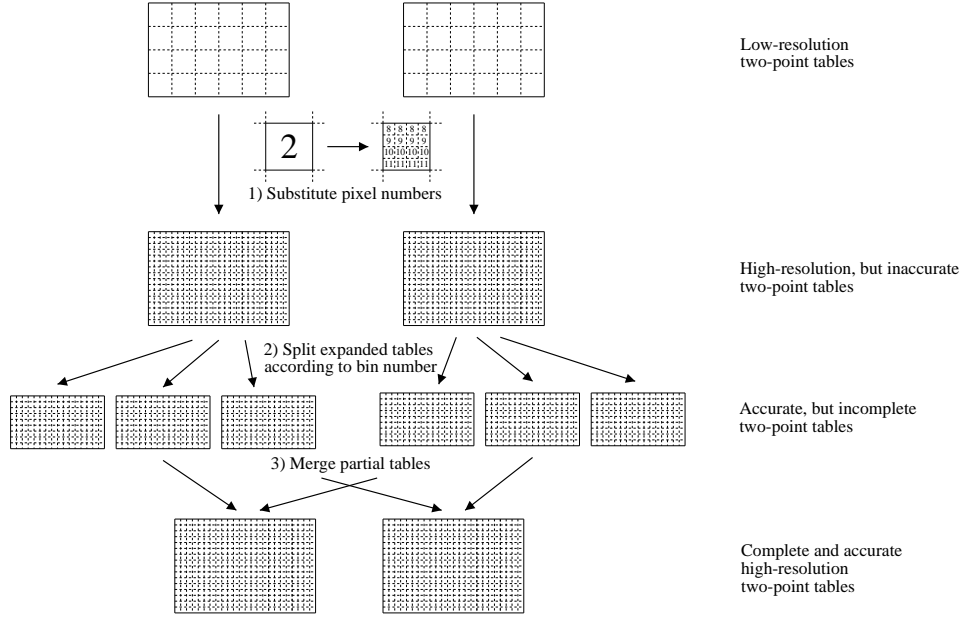 Low-resolution
two-point tables
2
8 8 8 8
9 9 9 9
10 10 10 10
11 11 11 11
1) Substitute pixel numbers
High-resolution, but inaccurate
two-point tables
2) Split expanded tables
according to bin number
Accurate, but incomplete
two-point tables
3) Merge partial tables
Complete and accurate
high-resolution
two-point tables